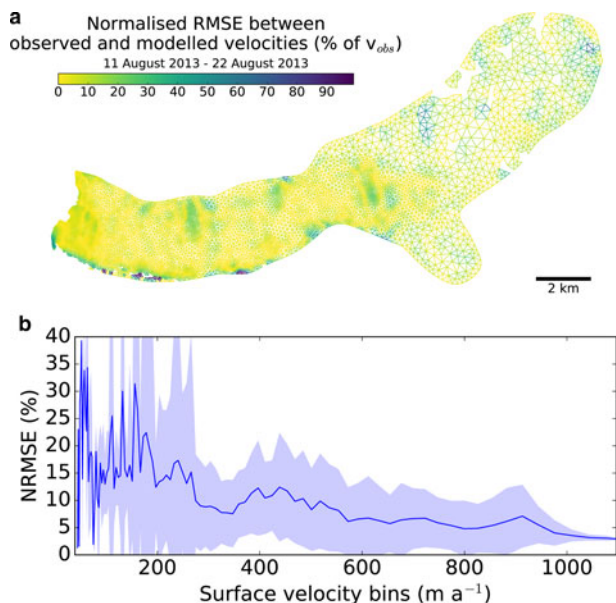 a
Normalised RMSE between
observed and modelled velocities (% of v_obs)
11 August 2013 - 22 August 2013
0 10 20 30 40 50 60 70 80 90
2 km
b
NRMSE (%)
40
35
30
25
20
15
10
5
0
200 400 600 800 1000
Surface velocity bins (m a⁻¹)